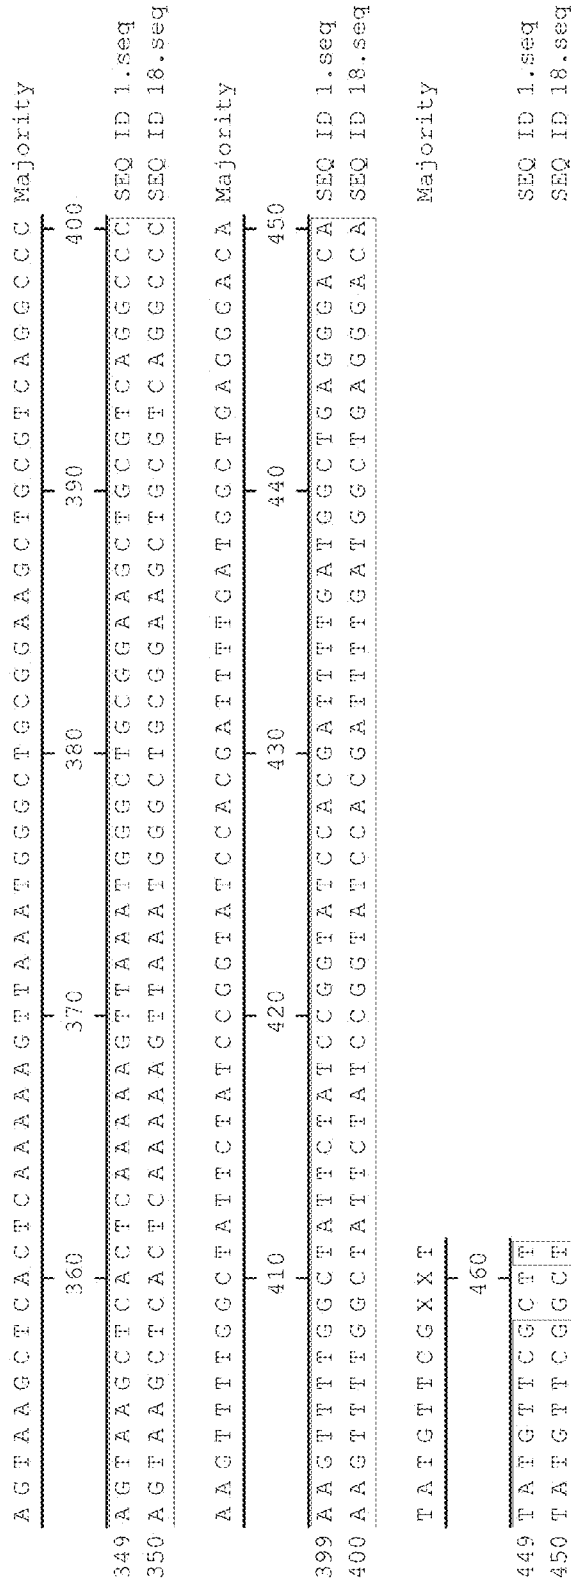 A G T A A G C T C A C T C A A A A A G T T A A A T G G G C T G C G G A A G C T G C G T C A G G C C C Majority
360 370 380 390 400
349 A G T A A G C T C A C T C A A A A A G T T A A A T G G G C T G C G G A A G C T G C G T C A G G C C C SEQ ID 1.seq
350 A G T A A G C T C A C T C A A A A A G T T A A A T G G G C T G C G G A A G C T G C G T C A G G C C C SEQ ID 18.seq
A A G T T T T G G C T A T T C T A T C C G G T A T C C A C G A T T T T G A T G G C T G A G G G A C A Majority
410 420 430 440 450
399 A A G T T T T G G C T A T T C T A T C C G G T A T C C A C G A T T T T G A T G G C T G A G G G A C A SEQ ID 1.seq
400 A A G T T T T G G C T A T T C T A T C C G G T A T C C A C G A T T T T G A T G G C T G A G G G A C A SEQ ID 18.seq
T A T G T T C G X X T Majority
460
449 T A T G T T C G C T T SEQ ID 1.seq
450 T A T G T T C G G C T SEQ ID 18.seq